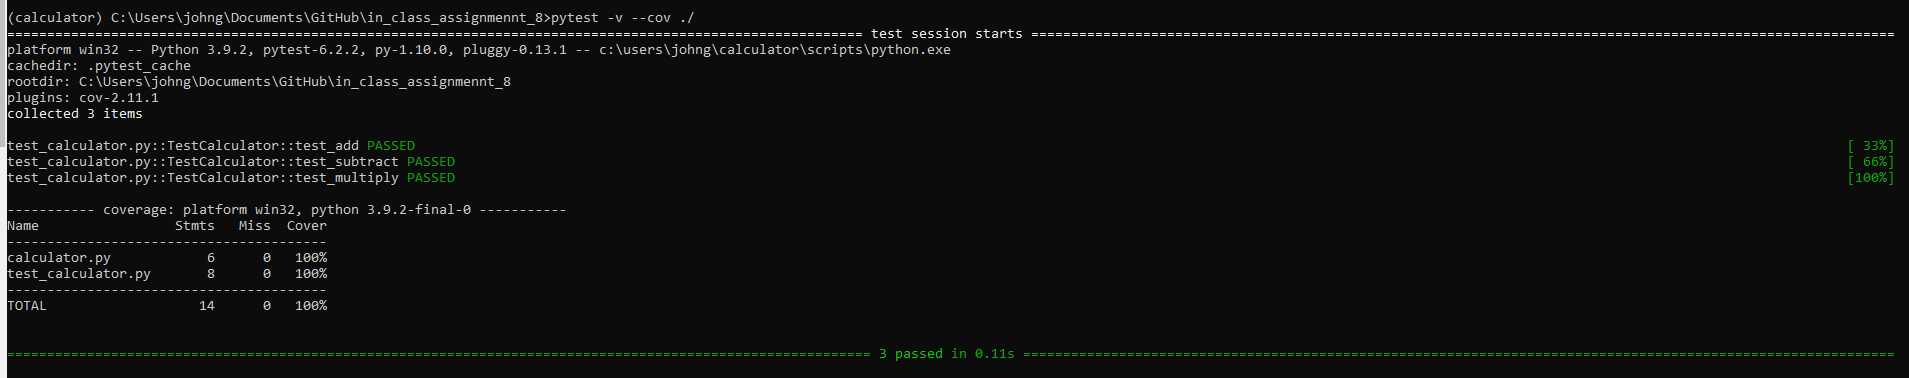 (calculator) C:\Users\johng\Documents\GitHub\in_class_assignmennt_8>pytest -v --cov ./
=========================================================================================================== test session starts ============================================================================================================
platform win32 -- Python 3.9.2, pytest-6.2.2, py-1.10.0, pluggy-0.13.1 -- c:\users\johng\calculator\scripts\python.exe
cachedir: .pytest_cache
rootdir: C:\Users\johng\Documents\GitHub\in_class_assignmennt_8
plugins: cov-2.11.1
collected 3 items
test_calculator.py::TestCalculator::test_add PASSED [ 33%]
test_calculator.py::TestCalculator::test_subtract PASSED [ 66%]
test_calculator.py::TestCalculator::test_multiply PASSED [100%]
----------- coverage: platform win32, python 3.9.2-final-0 -----------
Name                 Stmts   Miss  Cover
----------------------------------------
calculator.py            6      0   100%
test_calculator.py       8      0   100%
----------------------------------------
TOTAL                   14      0   100%
============================================================================================================ 3 passed in 0.11s =============================================================================================================